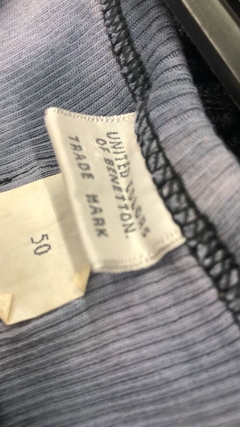 UNITED COLORS
OF BENETTON.
TRADE MARK
50